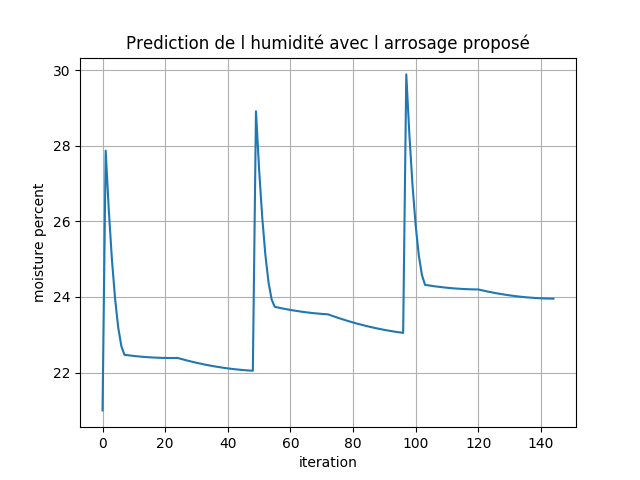 Prediction de l humidité avec l arrosage proposé
30
28
26
24
22
moisture percent
0 20 40 60 80 100 120 140
iteration